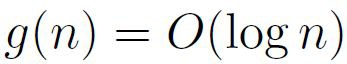 g(n) = O(log n)